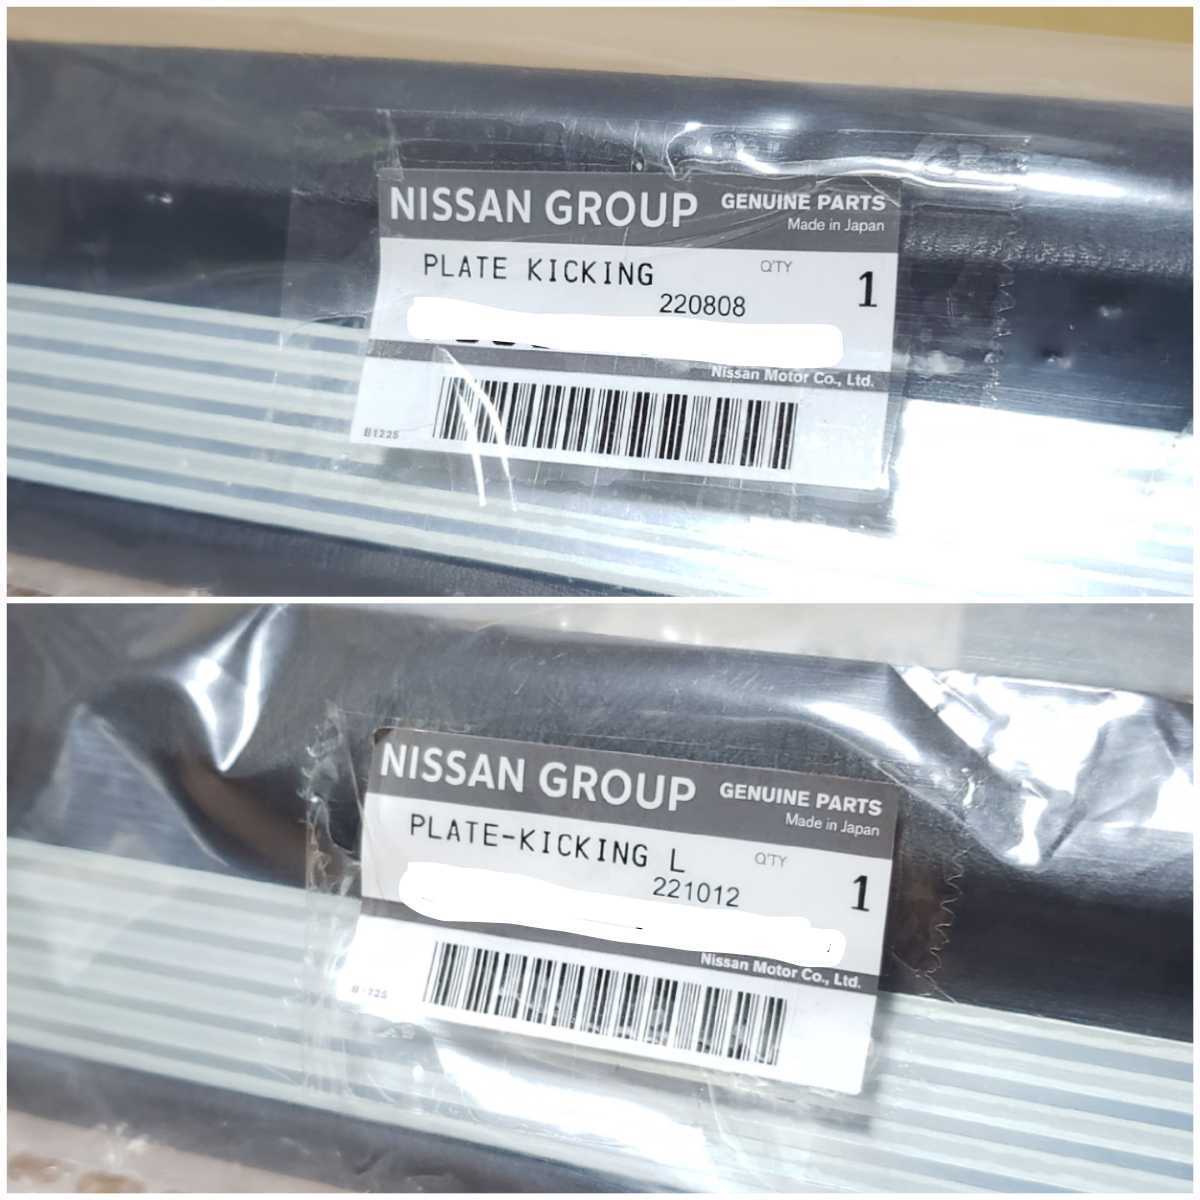 NISSAN GROUP GENUINE PARTS
Made in Japan
PLATE KICKING Q'TY 1
220808
Nissan Motor Co., Ltd.
B1225
NISSAN GROUP GENUINE PARTS
Made in Japan
PLATE-KICKING L Q'TY 1
221012
Nissan Motor Co., Ltd.